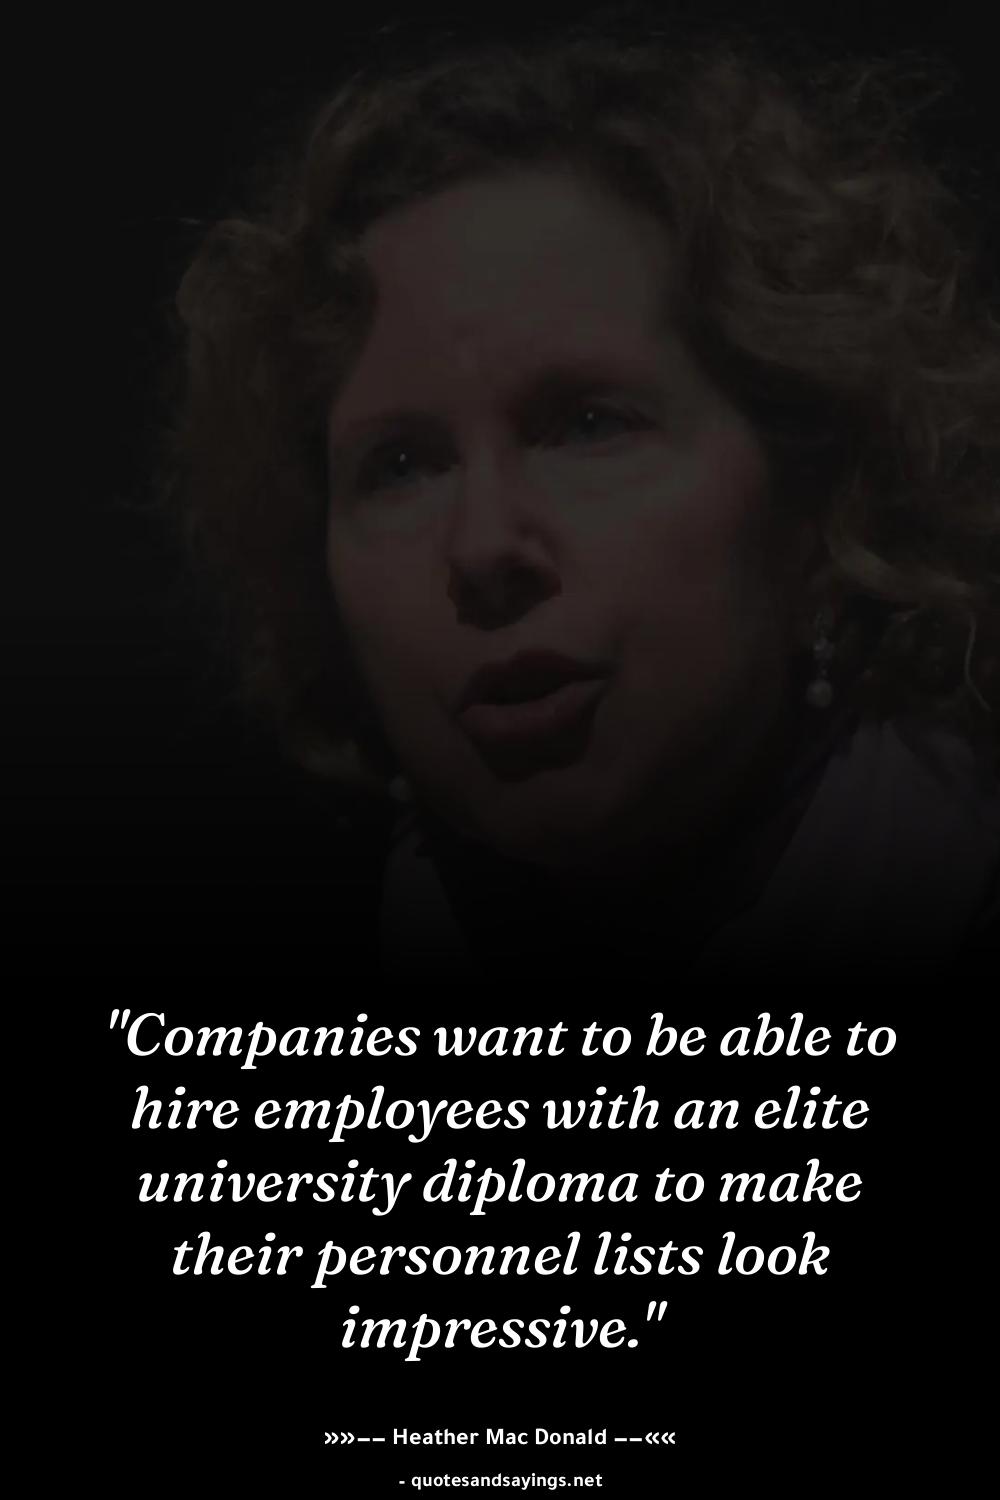 "Companies want to be able to
hire employees with an elite
university diploma to make
their personnel lists look
impressive."
»»–– Heather Mac Donald ––««
- quotesandsayings.net